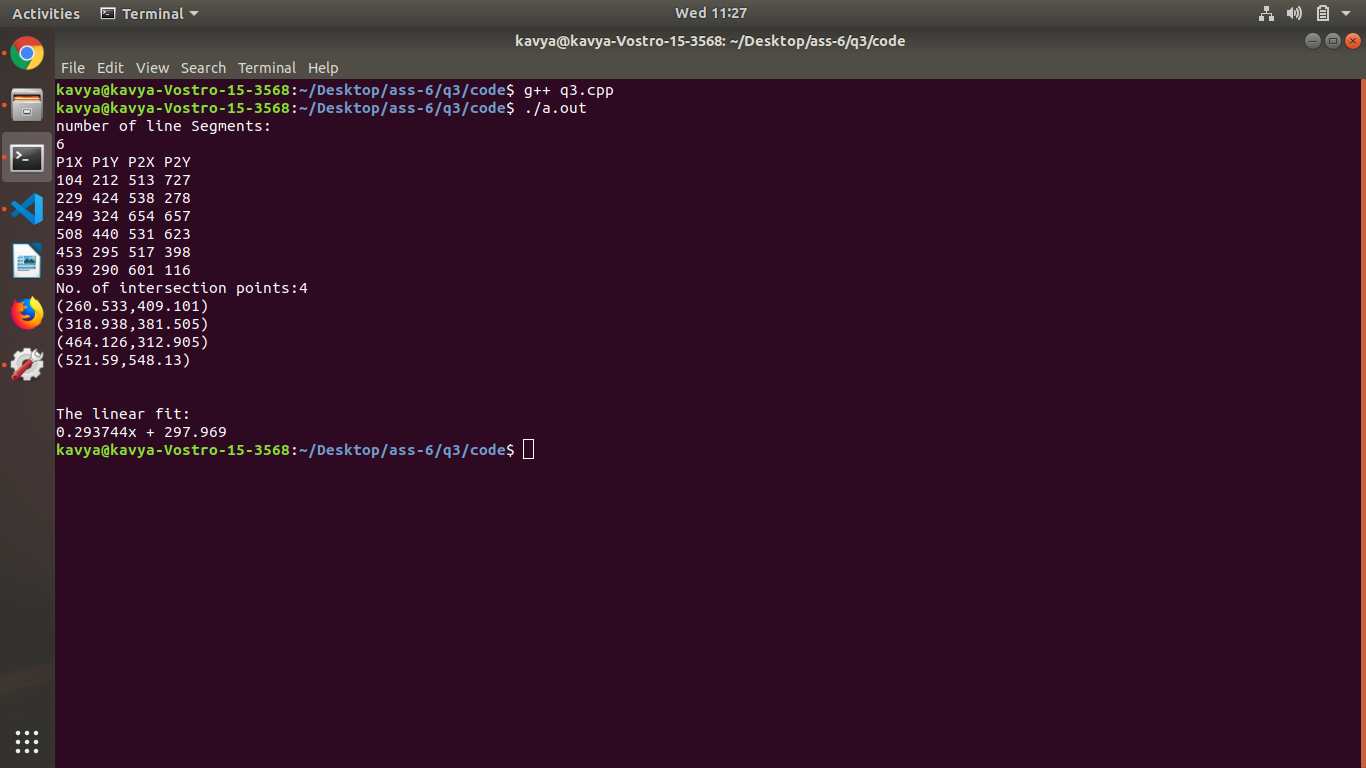 Activities Terminal Wed 11:27
kavya@kavya-Vostro-15-3568: ~/Desktop/ass-6/q3/code
File Edit View Search Terminal Help
kavya@kavya-Vostro-15-3568:~/Desktop/ass-6/q3/code$ g++ q3.cpp
kavya@kavya-Vostro-15-3568:~/Desktop/ass-6/q3/code$ ./a.out
number of line Segments:
6
P1X P1Y P2X P2Y
104 212 513 727
229 424 538 278
249 324 654 657
508 440 531 623
453 295 517 398
639 290 601 116
No. of intersection points:4
(260.533,409.101)
(318.938,381.505)
(464.126,312.905)
(521.59,548.13)
The linear fit:
0.293744x + 297.969
kavya@kavya-Vostro-15-3568:~/Desktop/ass-6/q3/code$